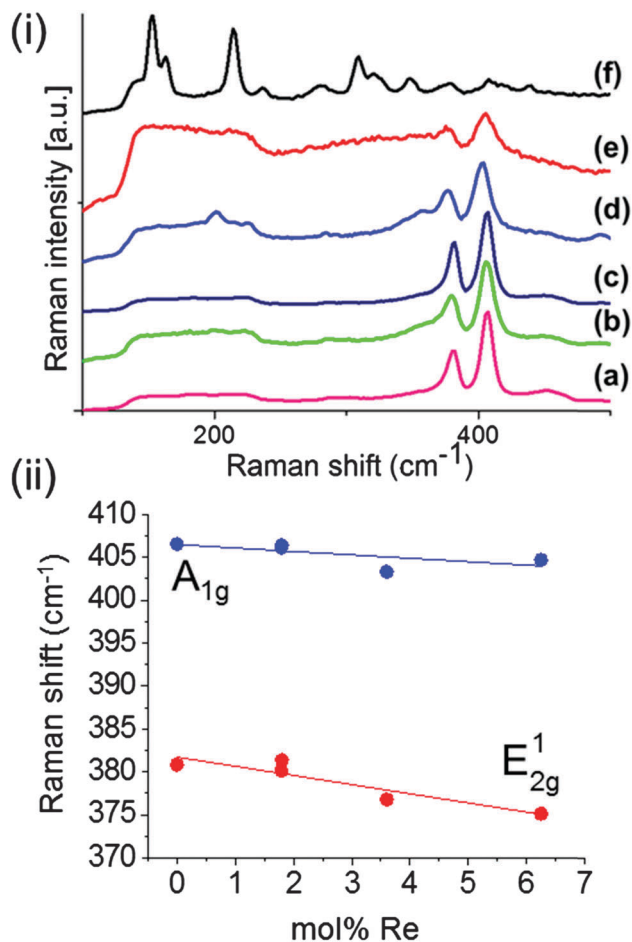 (i)
(f)
(e)
(d)
(c)
(b)
(a)
Raman intensity [a.u.]
200
400
Raman shift (cm⁻¹)
(ii)
410
405
400
395
390
385
380
375
370
A₁g
E¹₂g
Raman shift (cm⁻¹)
0 1 2 3 4 5 6 7
mol% Re